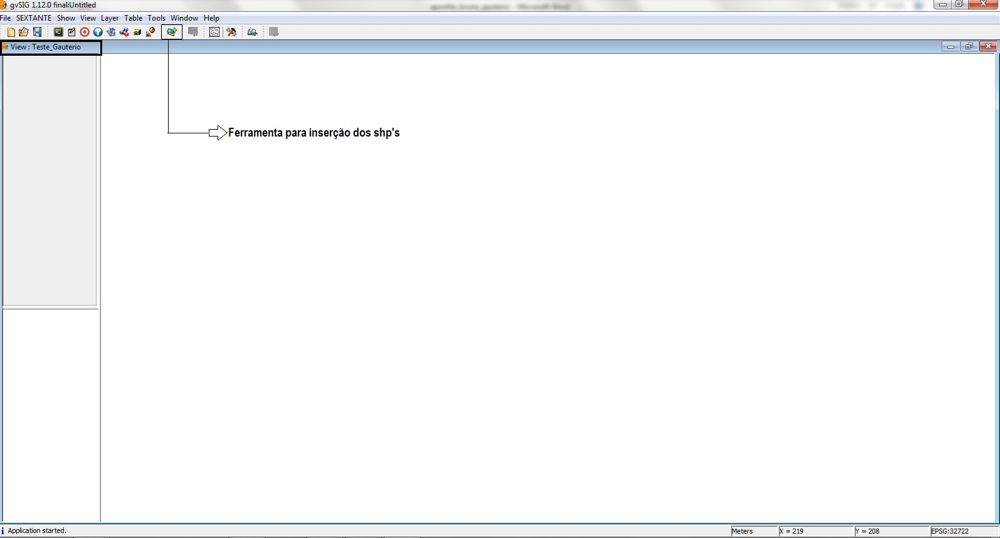 gvSIG 1.12.0 final:Untitled
File SEXTANTE Show View Layer Table Tools Window Help
View : Teste_Gauterio
Ferramenta para inserção dos shp's
Application started.
Meters X = 219 Y = 208 EPSG:32722